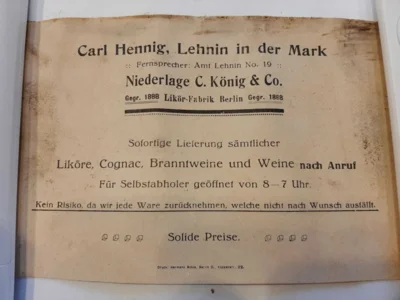 Carl Hennig, Lehnin in der Mark
:: Fernsprecher: Amt Lehnin No. 19 ::
Niederlage C. König & Co.
Gegr. 1888 Likör-Fabrik Berlin Gegr. 1888
Sofortige Lieferung sämtlicher
Liköre, Cognac, Branntweine und Weine nach Anruf
Für Selbstabholer geöffnet von 8—7 Uhr.
Kein Risiko, da wir jede Ware zurücknehmen, welche nicht nach Wunsch ausfällt.
Solide Preise.